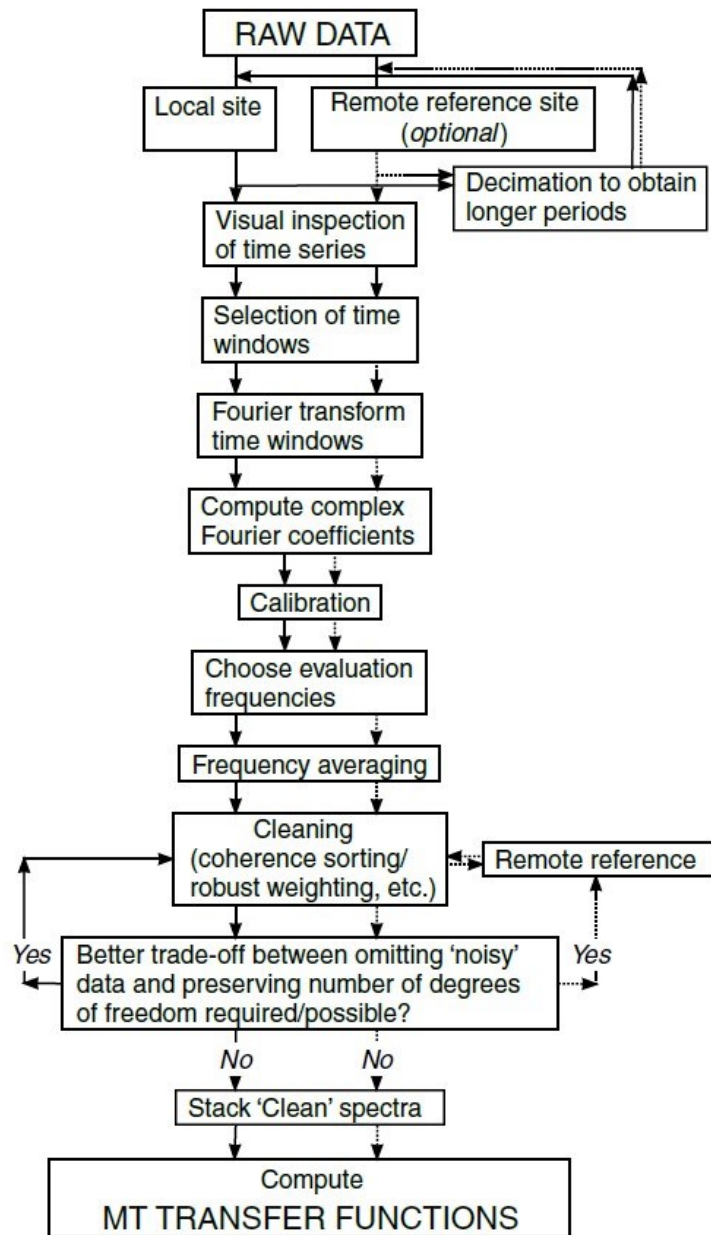 RAW DATA
Local site
Remote reference site
(optional)
Decimation to obtain
longer periods
Visual inspection
of time series
Selection of time
windows
Fourier transform
time windows
Compute complex
Fourier coefficients
Calibration
Choose evaluation
frequencies
Frequency averaging
Cleaning
(coherence sorting/
robust weighting, etc.)
Remote reference
Yes
Better trade-off between omitting ‘noisy’
data and preserving number of degrees
of freedom required/possible?
Yes
No
No
Stack ‘Clean’ spectra
Compute
MT TRANSFER FUNCTIONS